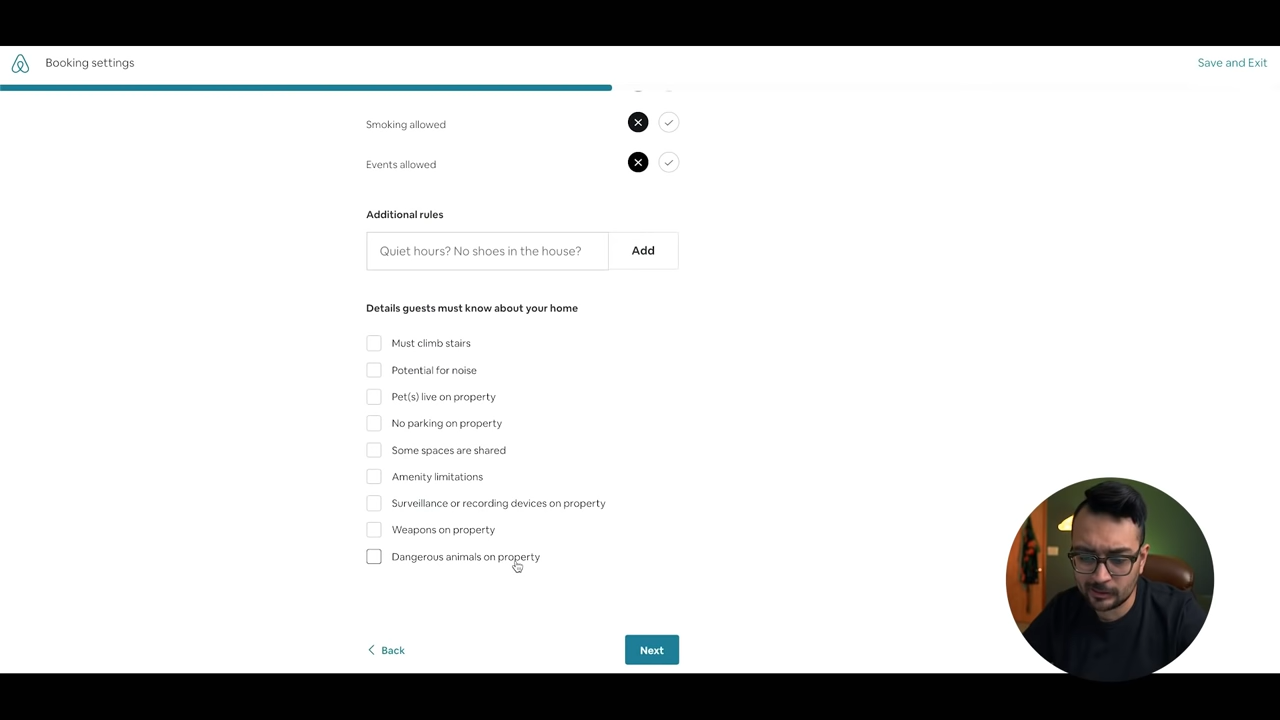 Booking settings
Save and Exit
Smoking allowed
Events allowed
Additional rules
Quiet hours? No shoes in the house?
Add
Details guests must know about your home
Must climb stairs
Potential for noise
Pet(s) live on property
No parking on property
Some spaces are shared
Amenity limitations
Surveillance or recording devices on property
Weapons on property
Dangerous animals on property
Back
Next